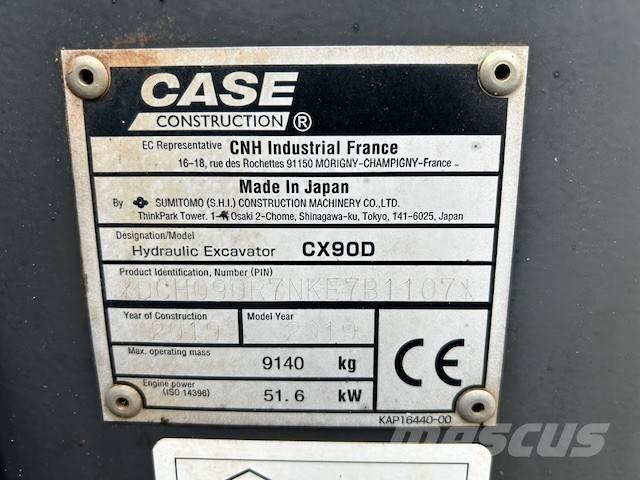 CASE
CONSTRUCTION ®
EC Representative CNH Industrial France
16-18, rue des Rochettes 91150 MORIGNY-CHAMPIGNY-France
Made In Japan
By SUMITOMO (S.H.I.) CONSTRUCTION MACHINERY CO.,LTD.
ThinkPark Tower. 1- Osaki 2-Chome, Shinagawa-ku, Tokyo, 141-6025, Japan
Designation/Model
Hydraulic Excavator CX90D
Product Identification, Number (PIN)
Year of Construction 2019 Model Year 2019
Max. operating mass 9140 kg
Engine power
(ISO 14396) 51.6 kW
CE
KAP16440-00
mascus